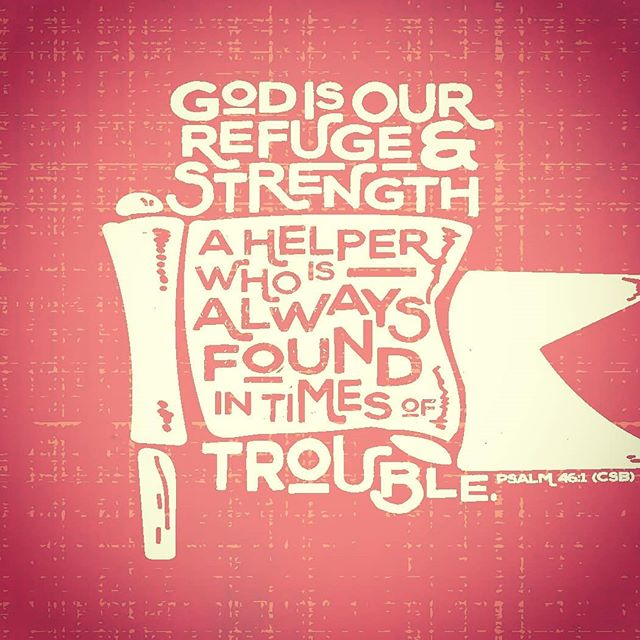 GOD IS OUR
REFUGE &
STRENGTH
A HELPER
WHO IS
ALWAYS
FOUND
IN TIMES OF
TROUBLE.
PSALM 46:1 (CSB)